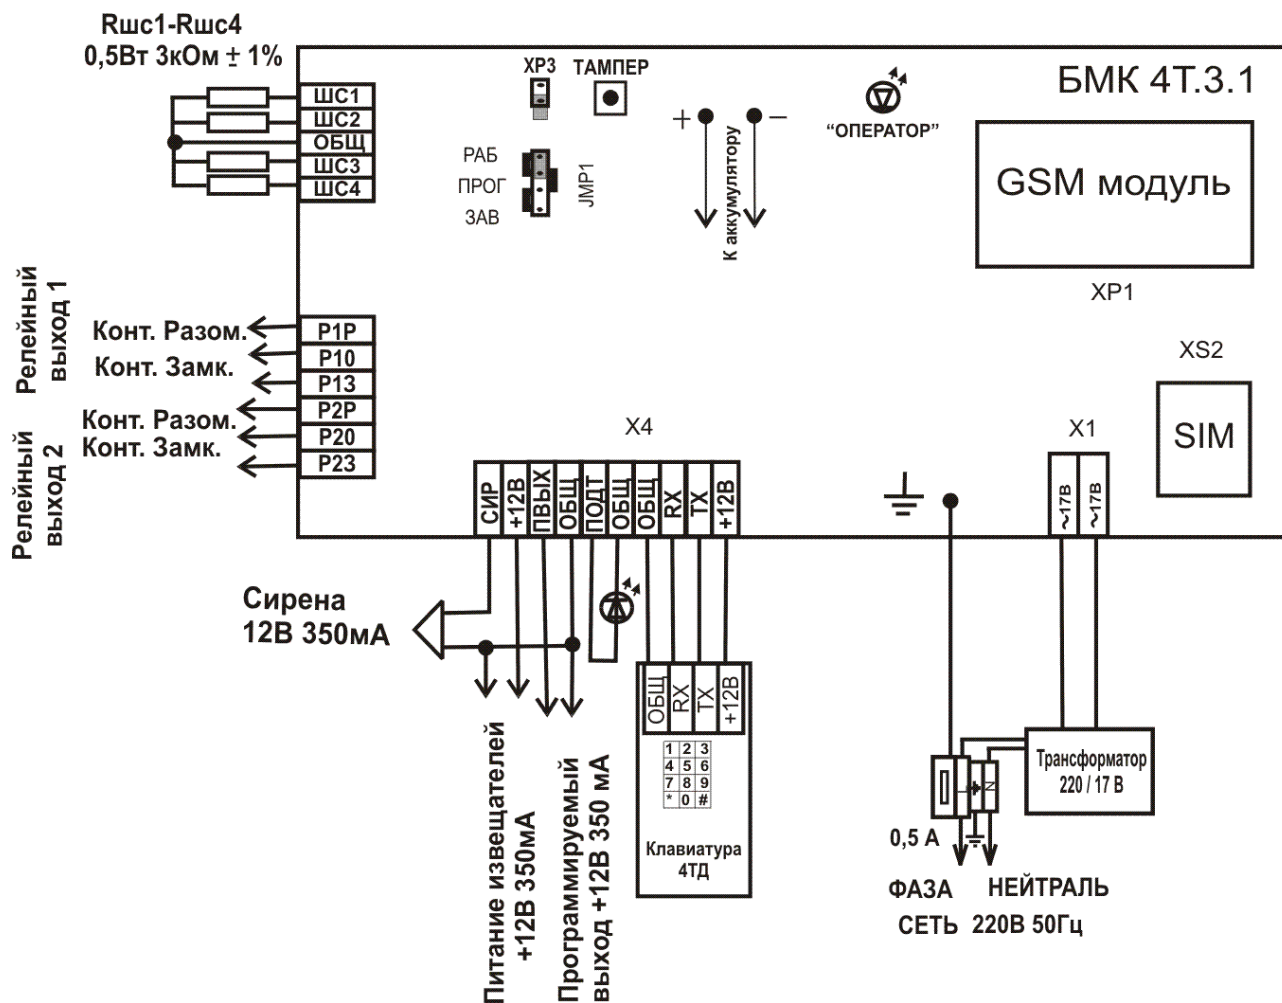 Rшс1-Rшс4
0,5Вт 3кОм ± 1%
ШС1
ШС2
ОБЩ
ШС3
ШС4
XP3
ТАМПЕР
РАБ
ПРОГ
ЗАВ
JMP1
+
−
К аккумулятору
“ОПЕРАТОР”
БМК 4Т.3.1
GSM модуль
XP1
XS2
SIM
Релейный
выход 1
Конт. Разом.
Конт. Замк.
Релейный
выход 2
Конт. Разом.
Конт. Замк.
Р1Р
Р10
Р13
Р2Р
Р20
Р23
X4
СИР
+12В
ПВЫХ
ОБЩ
ПОДТ
ОБЩ
ОБЩ
RX
TX
+12В
X1
~17В
~17В
Сирена
12В 350мА
Питание извещателей
+12В 350мА
Программируемый
выход +12В 350 мА
ОБЩ
RX
TX
+12В
1 2 3
4 5 6
7 8 9
* 0 #
Клавиатура
4ТД
Трансформатор
220 / 17 В
L
N
0,5 А
ФАЗА
НЕЙТРАЛЬ
СЕТЬ 220В 50Гц